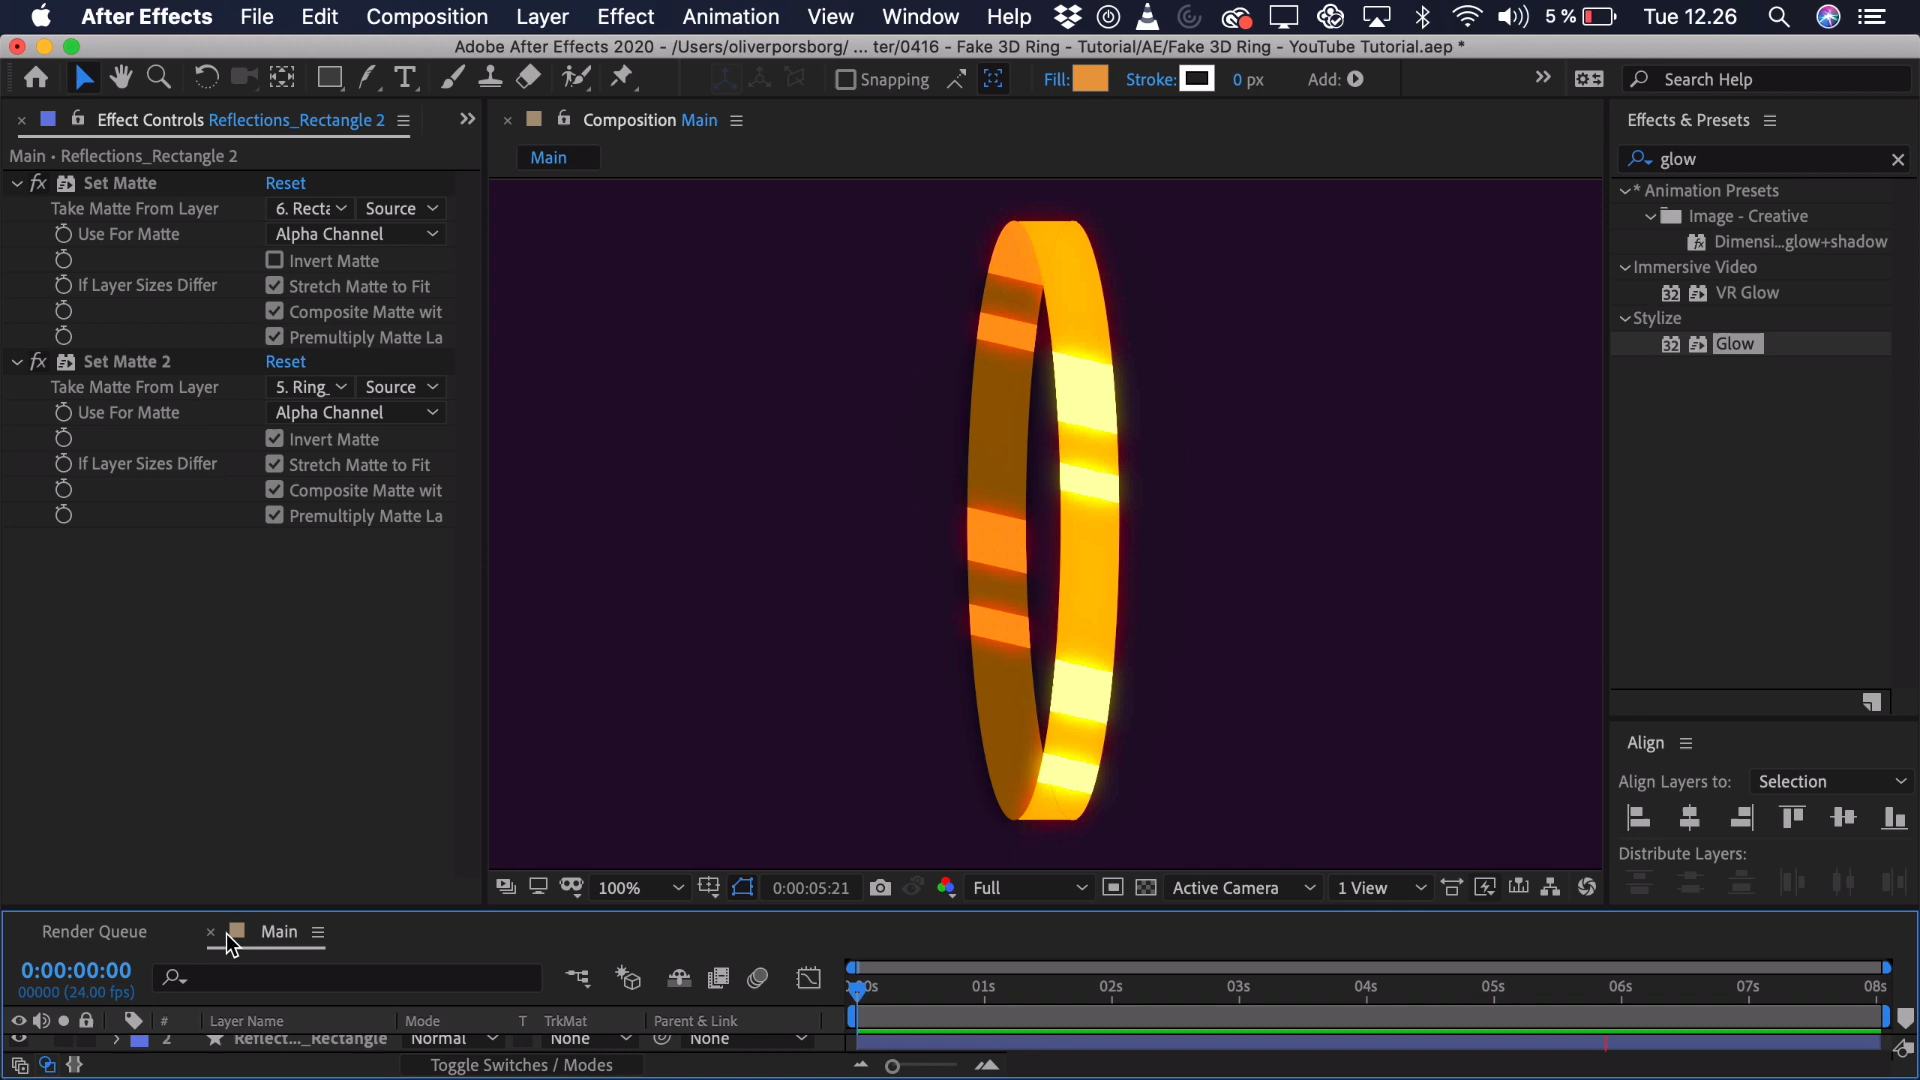 After Effects File Edit Composition Layer Effect Animation View Window Help 5 % Tue 12.26
Adobe After Effects 2020 - /Users/oliverporsborg/ ... ter/0416 - Fake 3D Ring - Tutorial/AE/Fake 3D Ring - YouTube Tutorial.aep *
Snapping Fill: Stroke: 0 px Add: Search Help
Effect Controls Reflections_Rectangle 2
Main • Reflections_Rectangle 2
fx Set Matte Reset
Take Matte From Layer 6. Recta Source
Use For Matte Alpha Channel
Invert Matte
If Layer Sizes Differ Stretch Matte to Fit
Composite Matte wit
Premultiply Matte La
fx Set Matte 2 Reset
Take Matte From Layer 5. Ring_ Source
Use For Matte Alpha Channel
Invert Matte
If Layer Sizes Differ Stretch Matte to Fit
Composite Matte wit
Premultiply Matte La
Composition Main
Main
100% 0:00:05:21 Full Active Camera 1 View
Effects & Presets
glow
* Animation Presets
Image - Creative
Dimensi...glow+shadow
Immersive Video
32 VR Glow
Stylize
32 Glow
Align
Align Layers to: Selection
Distribute Layers:
Render Queue Main
0:00:00:00
00000 (24.00 fps)
01s 02s 03s 04s 05s 06s 07s 08s
# Layer Name Mode T TrkMat Parent & Link
2 Reflect..._Rectangle Normal None None
Toggle Switches / Modes